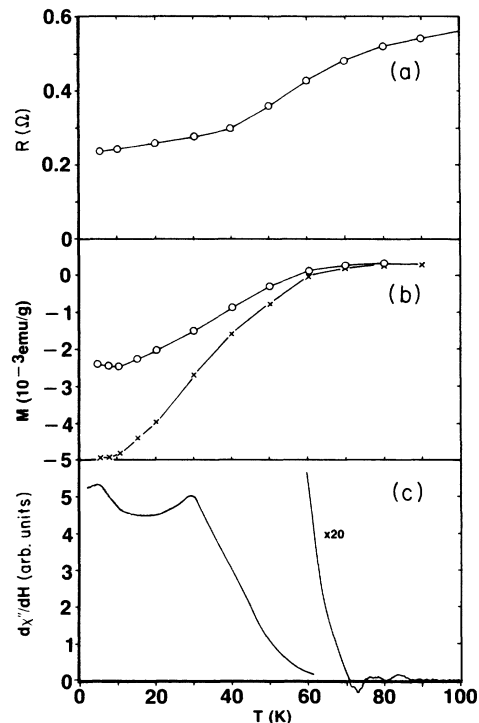 0.6
(a)
0.4
R (Ω)
0.2
0
0
(b)
-1
-2
M (10⁻³emu/g)
-3
-4
-5
(c)
5
4
x20
dχ"/dH (arb. units)
3
2
1
0
0 20 40 60 80 100
T (K)